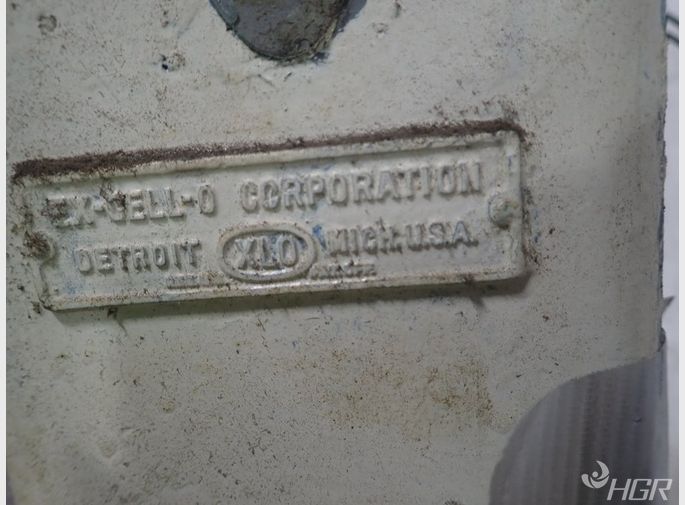 EX-CELL-O CORPORATION
DETROIT XLO MICH. U.S.A.
HGR